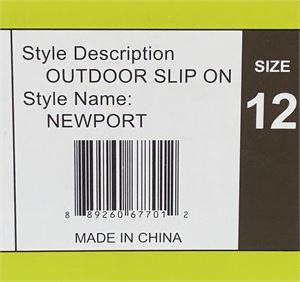 Style Description
OUTDOOR SLIP ON
Style Name:
NEWPORT
SIZE
12
8 89260 67701 2
MADE IN CHINA